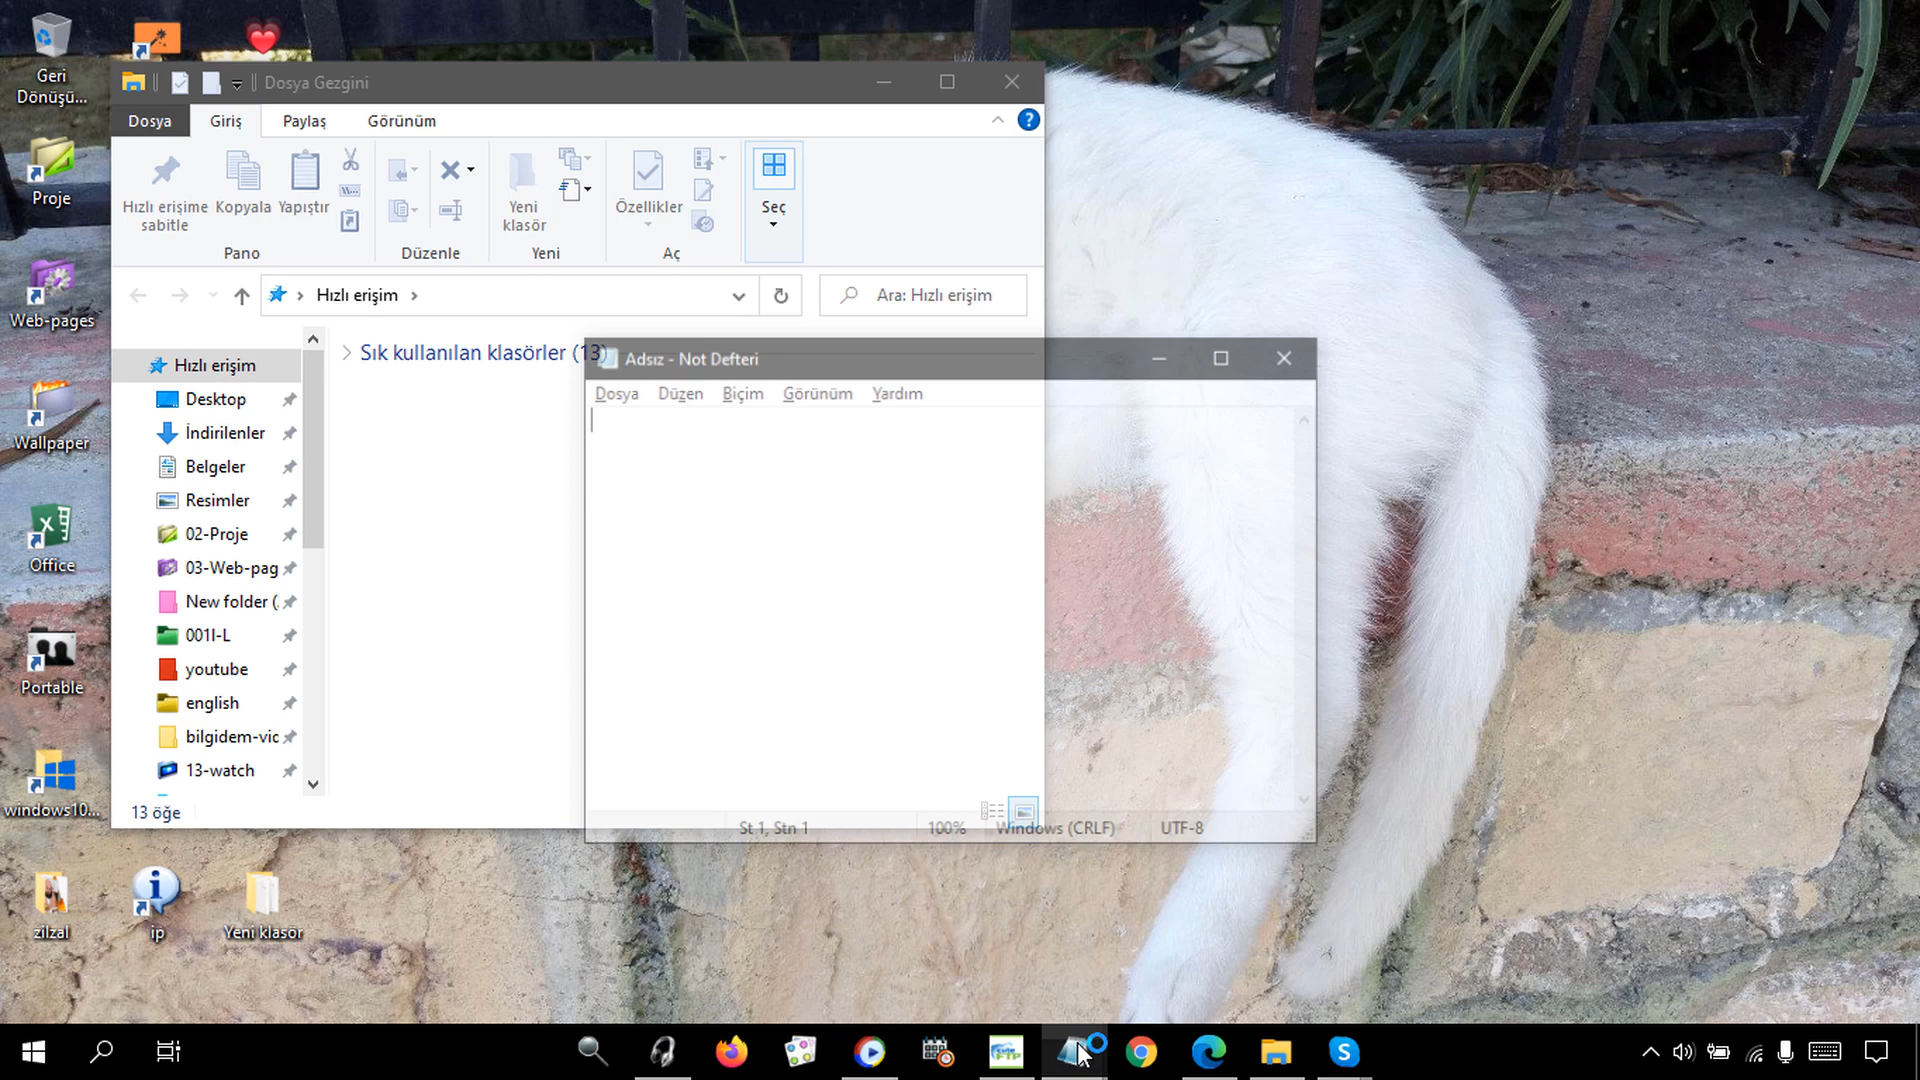 Geri
Dönüşü...
Proje
Web-pages
Wallpaper
Office
Portable
windows10...
zilzal
ip
Yeni klasör
Dosya Gezgini
Dosya Giriş Paylaş Görünüm
Hızlı erişime
sabitle
Kopyala
Yapıştır
Yeni
klasör
Özellikler
Seç
Pano Düzenle Yeni Aç
Hızlı erişim
Ara: Hızlı erişim
Hızlı erişim
Desktop
İndirilenler
Belgeler
Resimler
02-Proje
03-Web-pag
New folder (
001I-L
youtube
english
bilgidem-vic
13-watch
13 öğe
Sık kullanılan klasörler (13)
Adsız - Not Defteri
Dosya Düzen Biçim Görünüm Yardım
St 1, Stn 1 100% Windows (CRLF) UTF-8